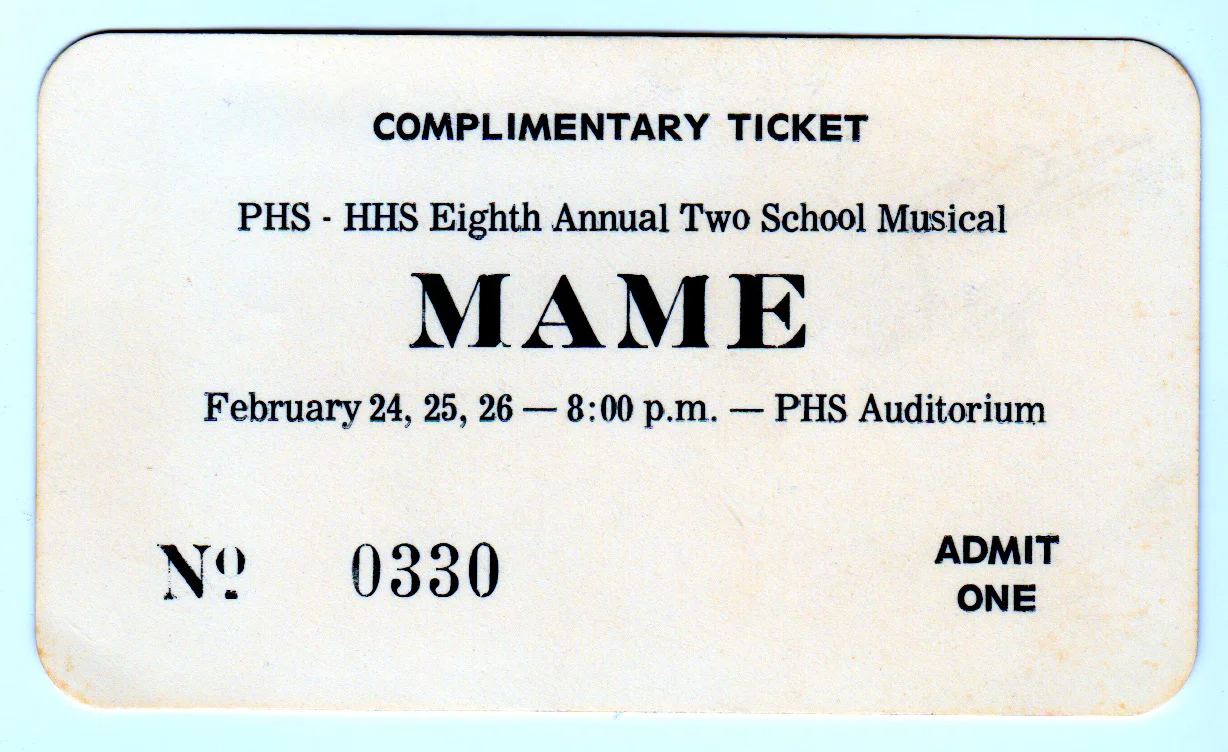 COMPLIMENTARY TICKET
PHS - HHS Eighth Annual Two School Musical
MAME
February 24, 25, 26 — 8:00 p.m. — PHS Auditorium
Nº 0330
ADMIT
ONE